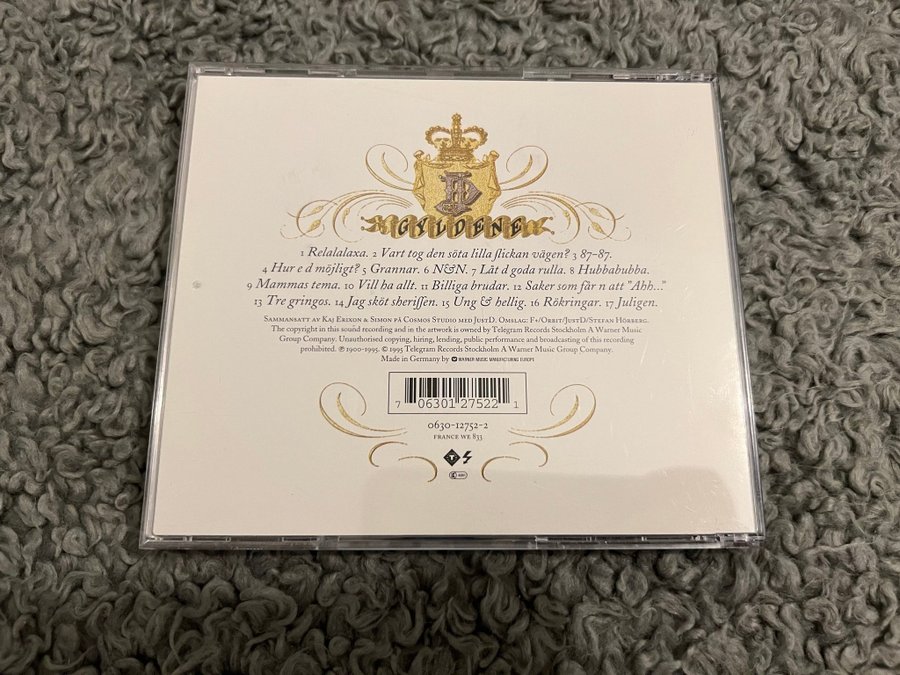 JD
GYLDENE
1 Relalalaxa. 2 Vart tog den söta lilla flickan vägen? 3 87-87.
4 Hur e d möjligt? 5 Grannar. 6 N&N. 7 Låt d goda rulla. 8 Hubbabubba.
9 Mammas tema. 10 Vill ha allt. 11 Billiga brudar. 12 Saker som får n att "Ahh..."
13 Tre gringos. 14 Jag sköt sheriffen. 15 Ung & hellig. 16 Rökringar. 17 Juligen.
Sammansatt av Kaj Erixon & Simon på Cosmos Studio med JustD. Omslag: F+/Orbit/JustD/Stefan Hörberg.
The copyright in this sound recording and in the artwork is owned by Telegram Records Stockholm A Warner Music
Group Company. Unauthorised copying, hiring, lending, public performance and broadcasting of this recording
prohibited. ℗ 1900-1995. © 1995 Telegram Records Stockholm A Warner Music Group Company.
Made in Germany by WARNER MUSIC MANUFACTURING EUROPE
7 06301 27522 1
0630-12752-2
FRANCE WE 833
T